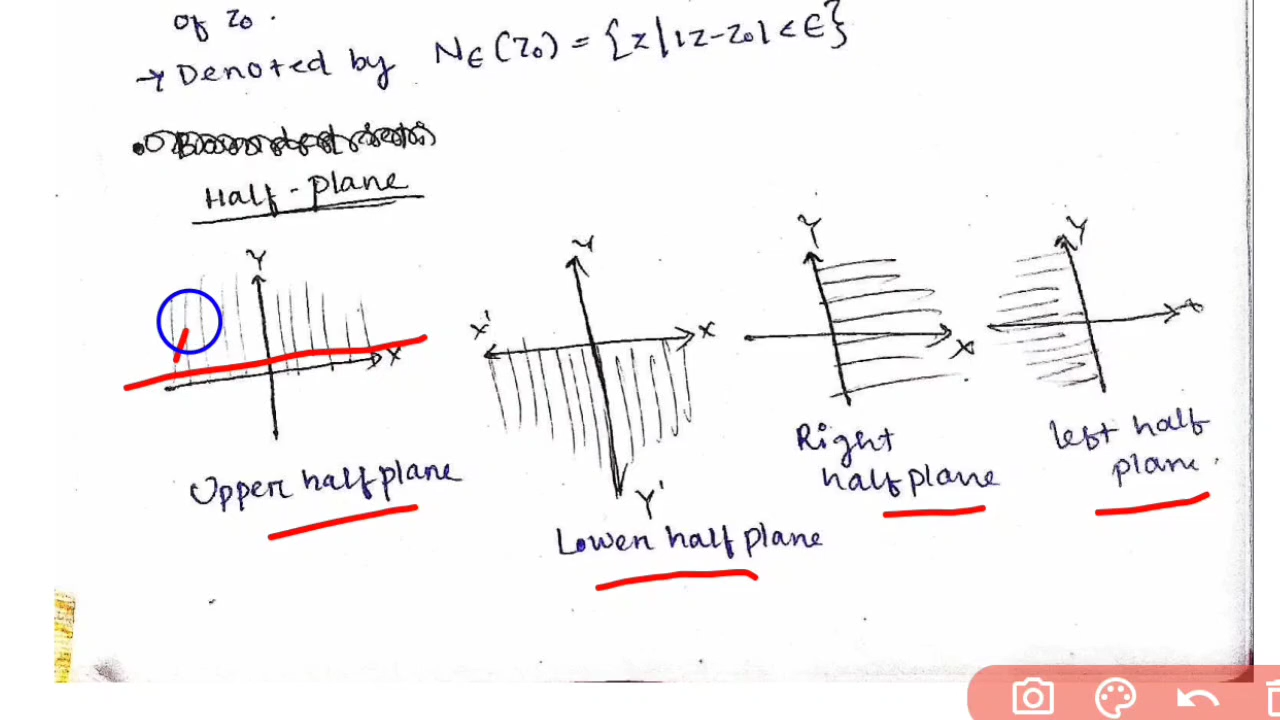 of z₀.
→ Denoted by N∈(z₀) = {z | |z-z₀| < ∈}
Half-plane
Y
X
Y
X'
X
Y'
Y
X
Y
X
Upper half plane
Lower half plane
Right
half plane
left half
plane.